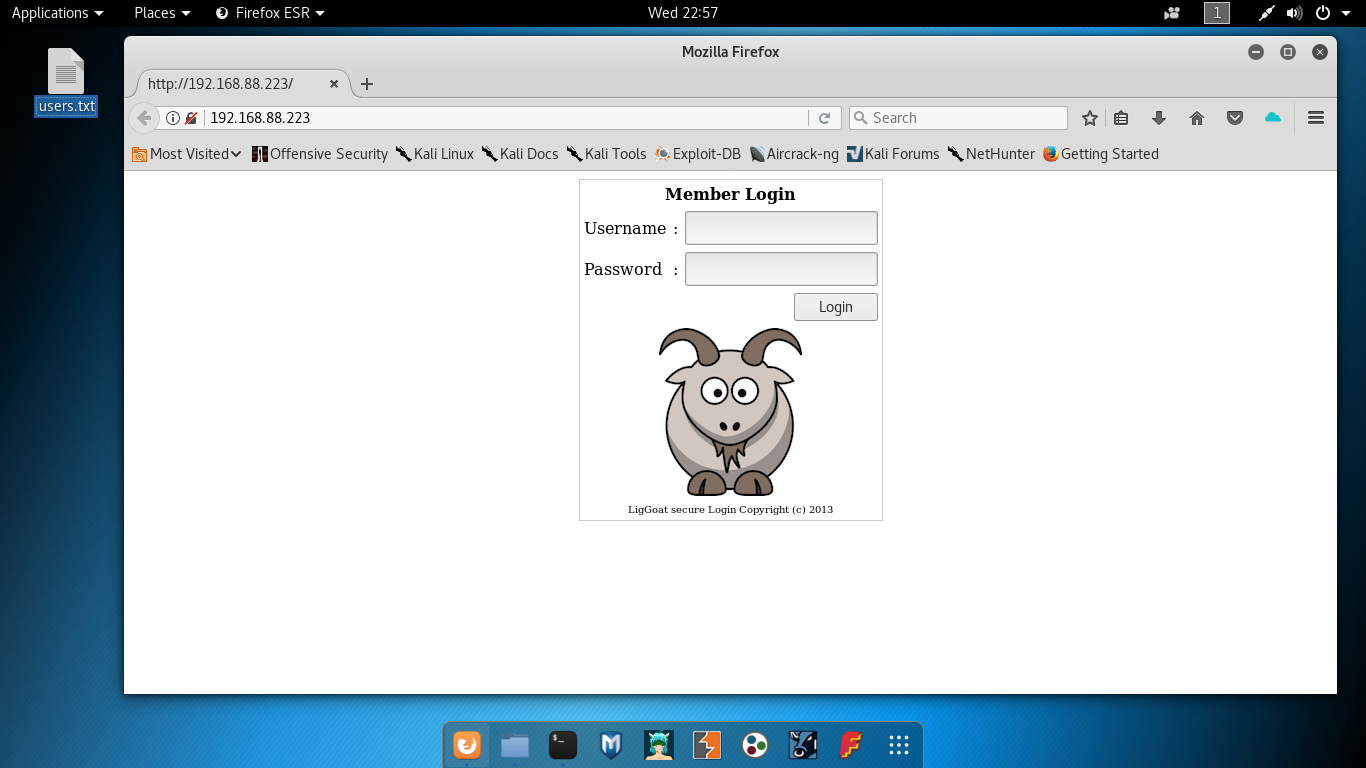 Applications Places Firefox ESR Wed 22:57 1
users.txt
Mozilla Firefox
http://192.168.88.223/
192.168.88.223 Search
Most Visited Offensive Security Kali Linux Kali Docs Kali Tools Exploit-DB Aircrack-ng Kali Forums NetHunter Getting Started
Member Login
Username :
Password :
Login
LigGoat secure Login Copyright (c) 2013